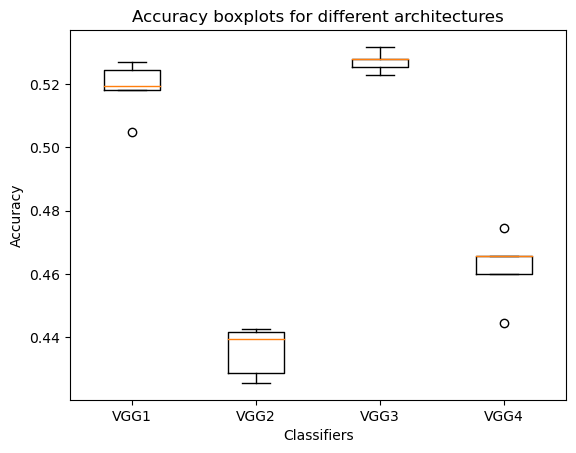 Accuracy boxplots for different architectures
0.52
0.50
0.48
0.46
0.44
Accuracy
VGG1 VGG2 VGG3 VGG4
Classifiers